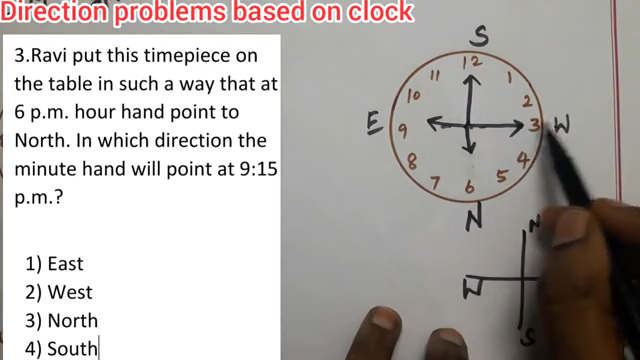 Direction problems based on clock
3.Ravi put this timepiece on
the table in such a way that at
6 p.m. hour hand point to
North. In which direction the
minute hand will point at 9:15
p.m.?
1) East
2) West
3) North
4) South
S
12
11 1
10 2
E 9 3 W
8 4
7 5
6
N
N
W
S